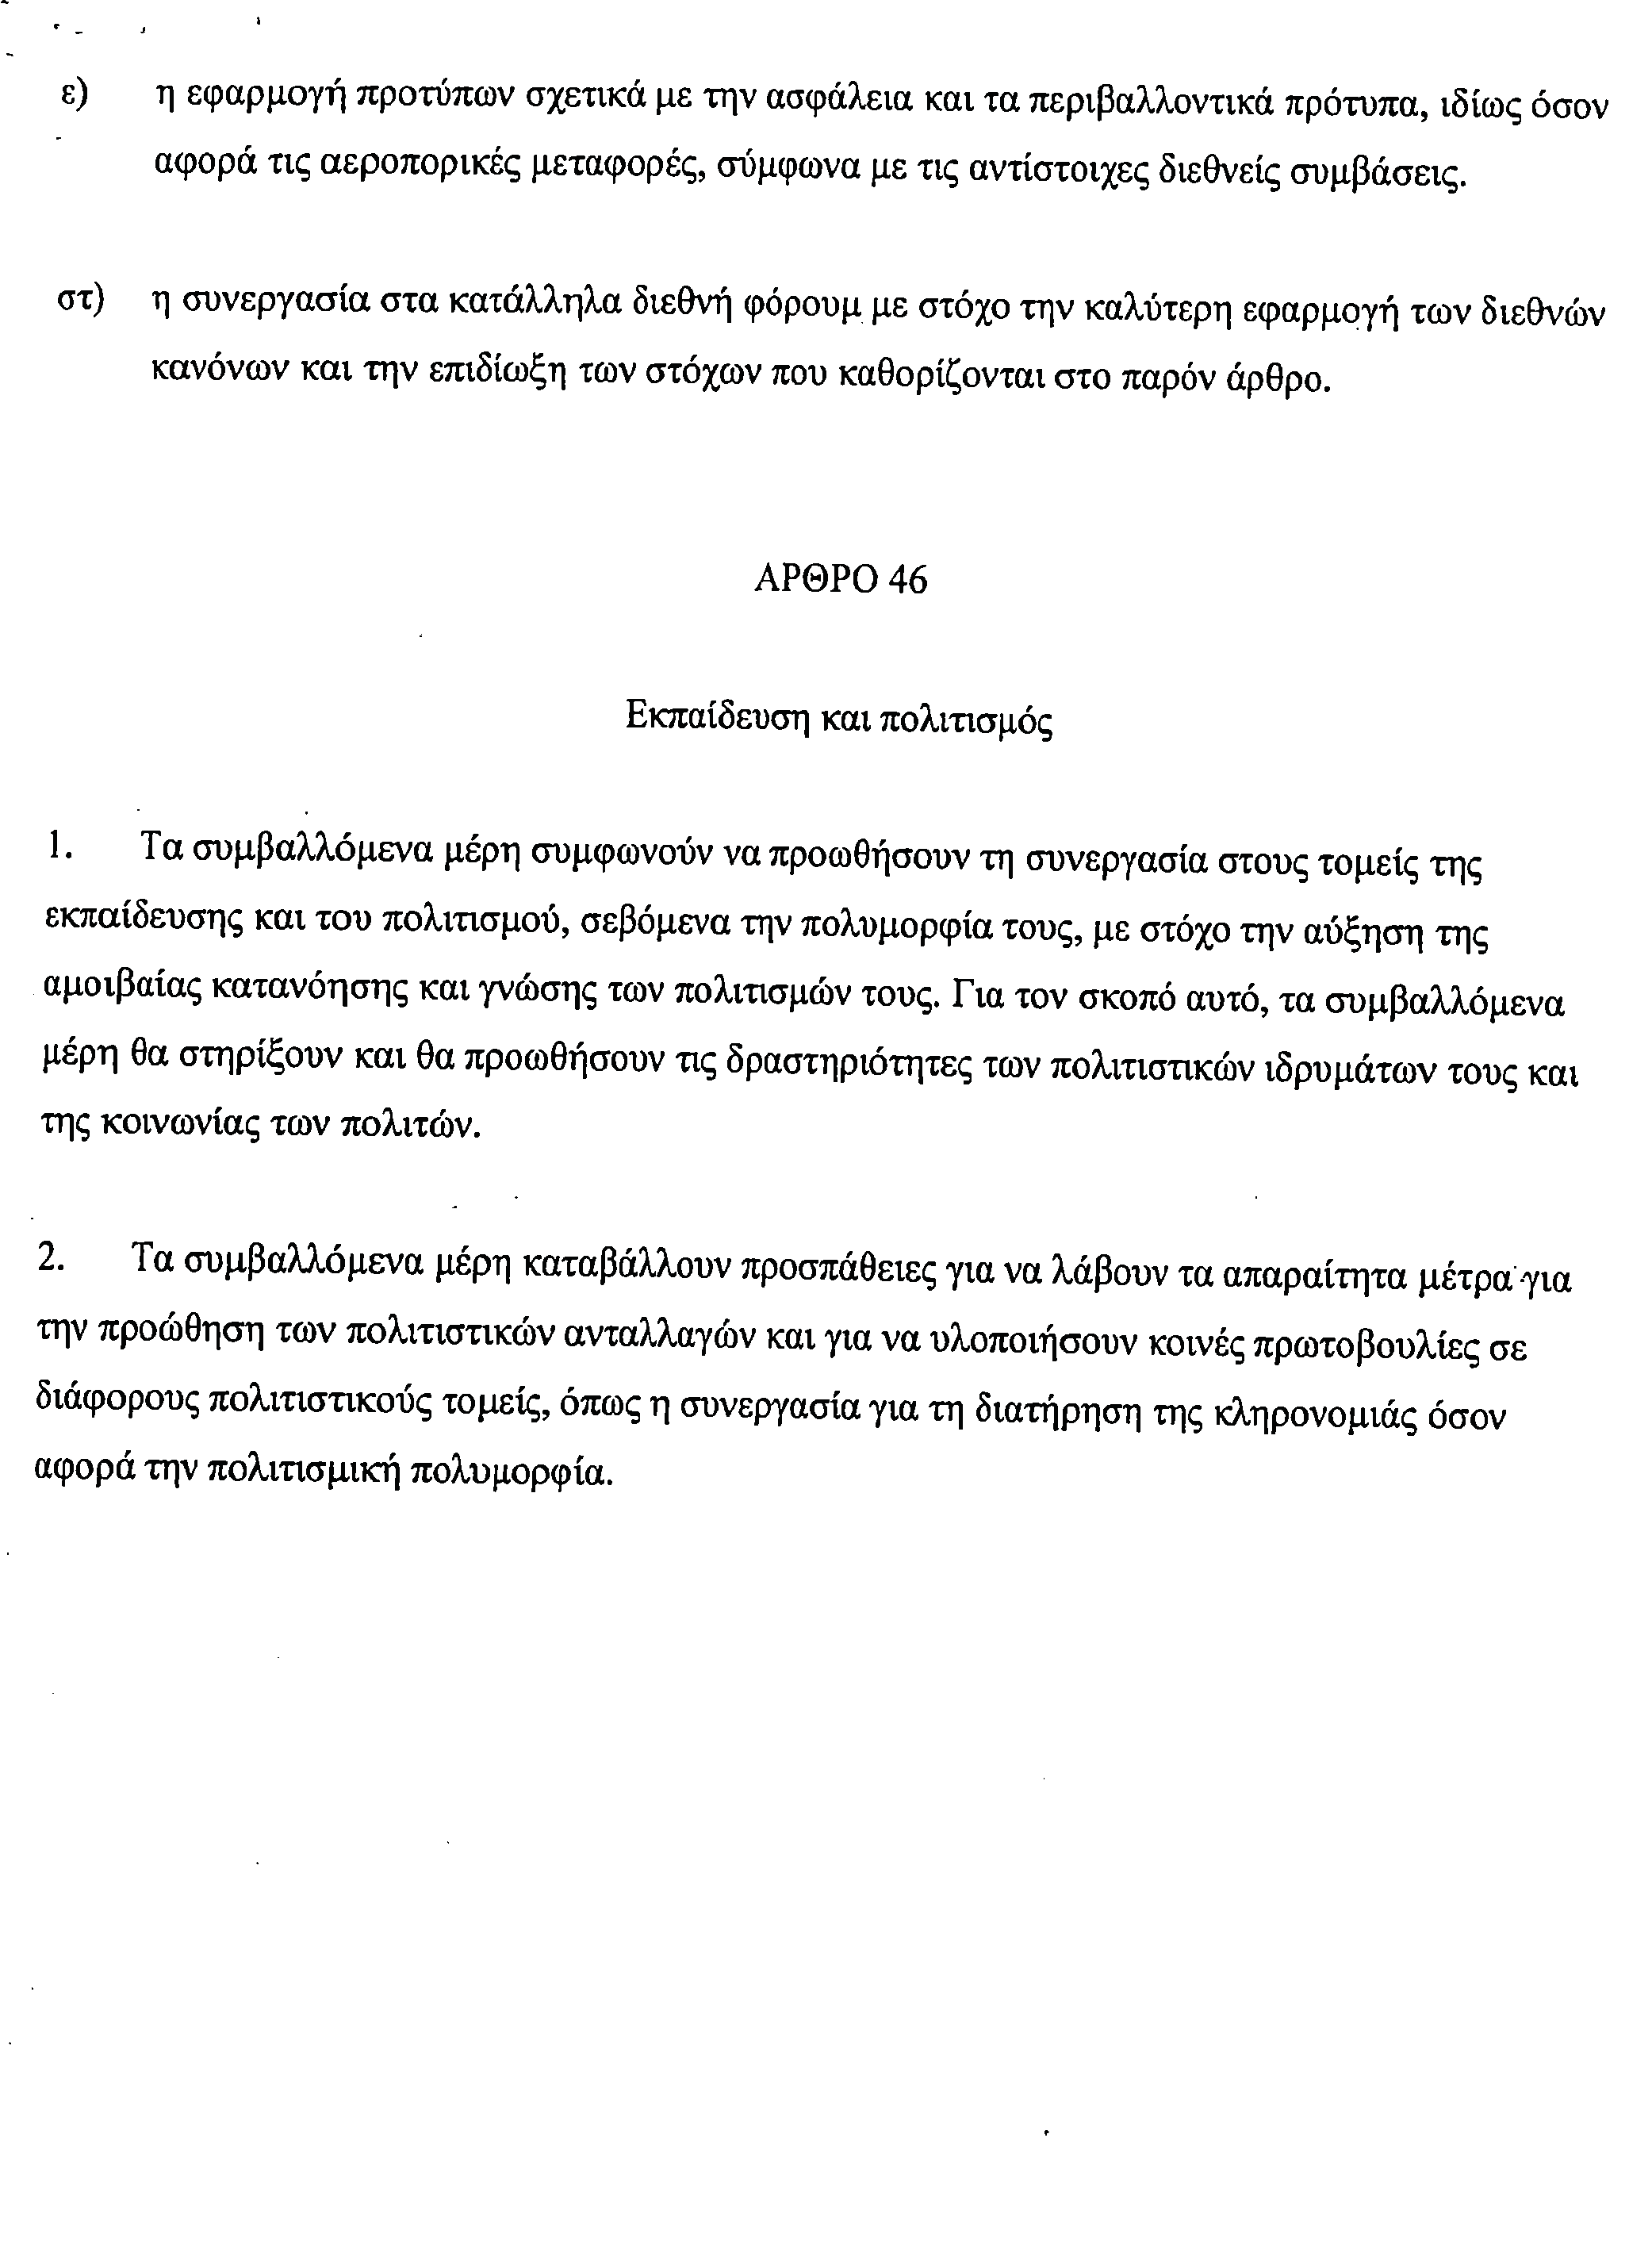 ε) η εφαρμογή προτύπων σχετικά με την ασφάλεια και τα περιβαλλοντικά πρότυπα, ιδίως όσον
αφορά τις αεροπορικές μεταφορές, σύμφωνα με τις αντίστοιχες διεθνείς συμβάσεις.
στ) η συνεργασία στα κατάλληλα διεθνή φόρουμ με στόχο την καλύτερη εφαρμογή των διεθνών
κανόνων και την επιδίωξη των στόχων που καθορίζονται στο παρόν άρθρο.
ΑΡΘΡΟ 46
Εκπαίδευση και πολιτισμός
1. Τα συμβαλλόμενα μέρη συμφωνούν να προωθήσουν τη συνεργασία στους τομείς της
εκπαίδευσης και του πολιτισμού, σεβόμενα την πολυμορφία τους, με στόχο την αύξηση της
αμοιβαίας κατανόησης και γνώσης των πολιτισμών τους. Για τον σκοπό αυτό, τα συμβαλλόμενα
μέρη θα στηρίξουν και θα προωθήσουν τις δραστηριότητες των πολιτιστικών ιδρυμάτων τους και
της κοινωνίας των πολιτών.
2. Τα συμβαλλόμενα μέρη καταβάλλουν προσπάθειες για να λάβουν τα απαραίτητα μέτρα για
την προώθηση των πολιτιστικών ανταλλαγών και για να υλοποιήσουν κοινές πρωτοβουλίες σε
διάφορους πολιτιστικούς τομείς, όπως η συνεργασία για τη διατήρηση της κληρονομιάς όσον
αφορά την πολιτισμική πολυμορφία.